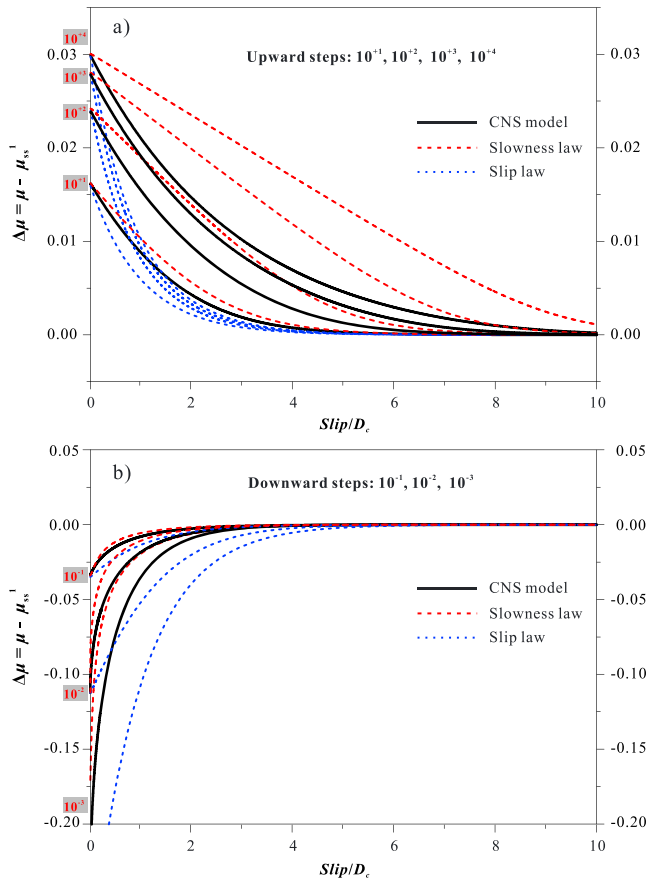 a)
Upward steps: 10⁺¹, 10⁺², 10⁺³, 10⁺⁴
10⁺⁴
10⁺³
10⁺²
10⁺¹
0.03
0.02
0.01
0.00
0.03
0.02
0.01
0.00
CNS model
Slowness law
Slip law
Δμ = μ - μₛₛ¹
0 2 4 6 8 10
Slip/D_c
b)
Downward steps: 10⁻¹, 10⁻², 10⁻³
0.05
0.00
-0.05
-0.10
-0.15
-0.20
0.05
0.00
-0.05
-0.10
-0.15
-0.20
10⁻¹
10⁻²
10⁻³
CNS model
Slowness law
Slip law
Δμ = μ - μₛₛ¹
0 2 4 6 8 10
Slip/D_c